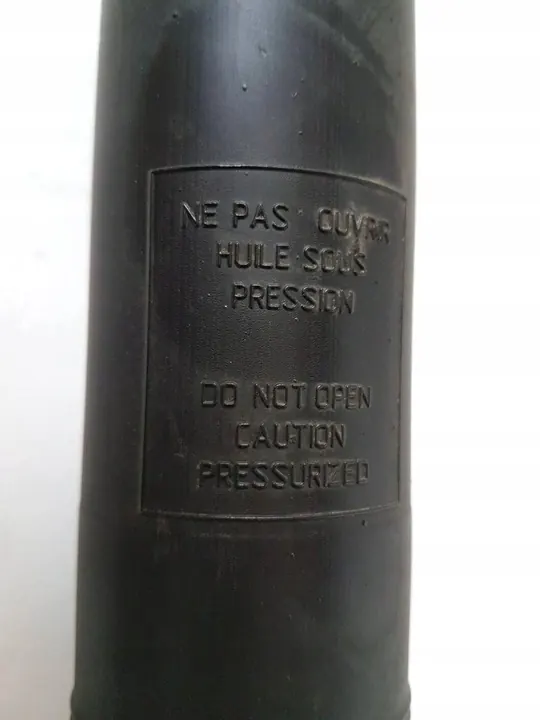 NE PAS OUVRIR
HUILE SOUS
PRESSION
DO NOT OPEN
CAUTION
PRESSURIZED